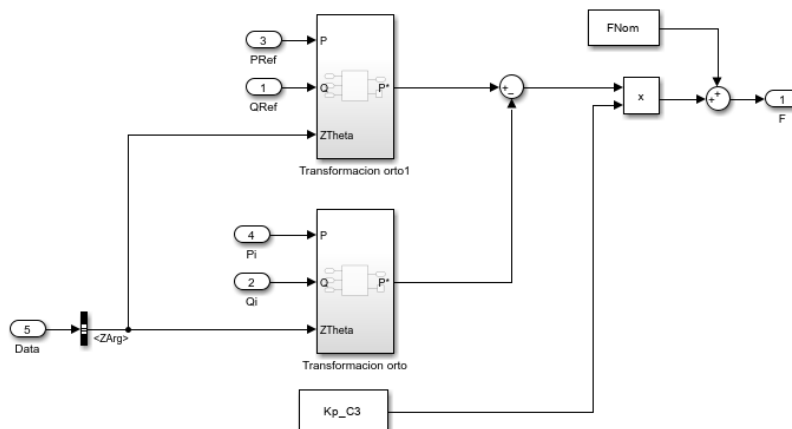 FNom
3
PRef
P
1
QRef
Q
P*
ZTheta
Transformacion orto1
+
−
x
+
+
1
F
4
Pi
P
2
Qi
Q
P*
5
Data
<ZArg>
ZTheta
Transformacion orto
Kp_C3